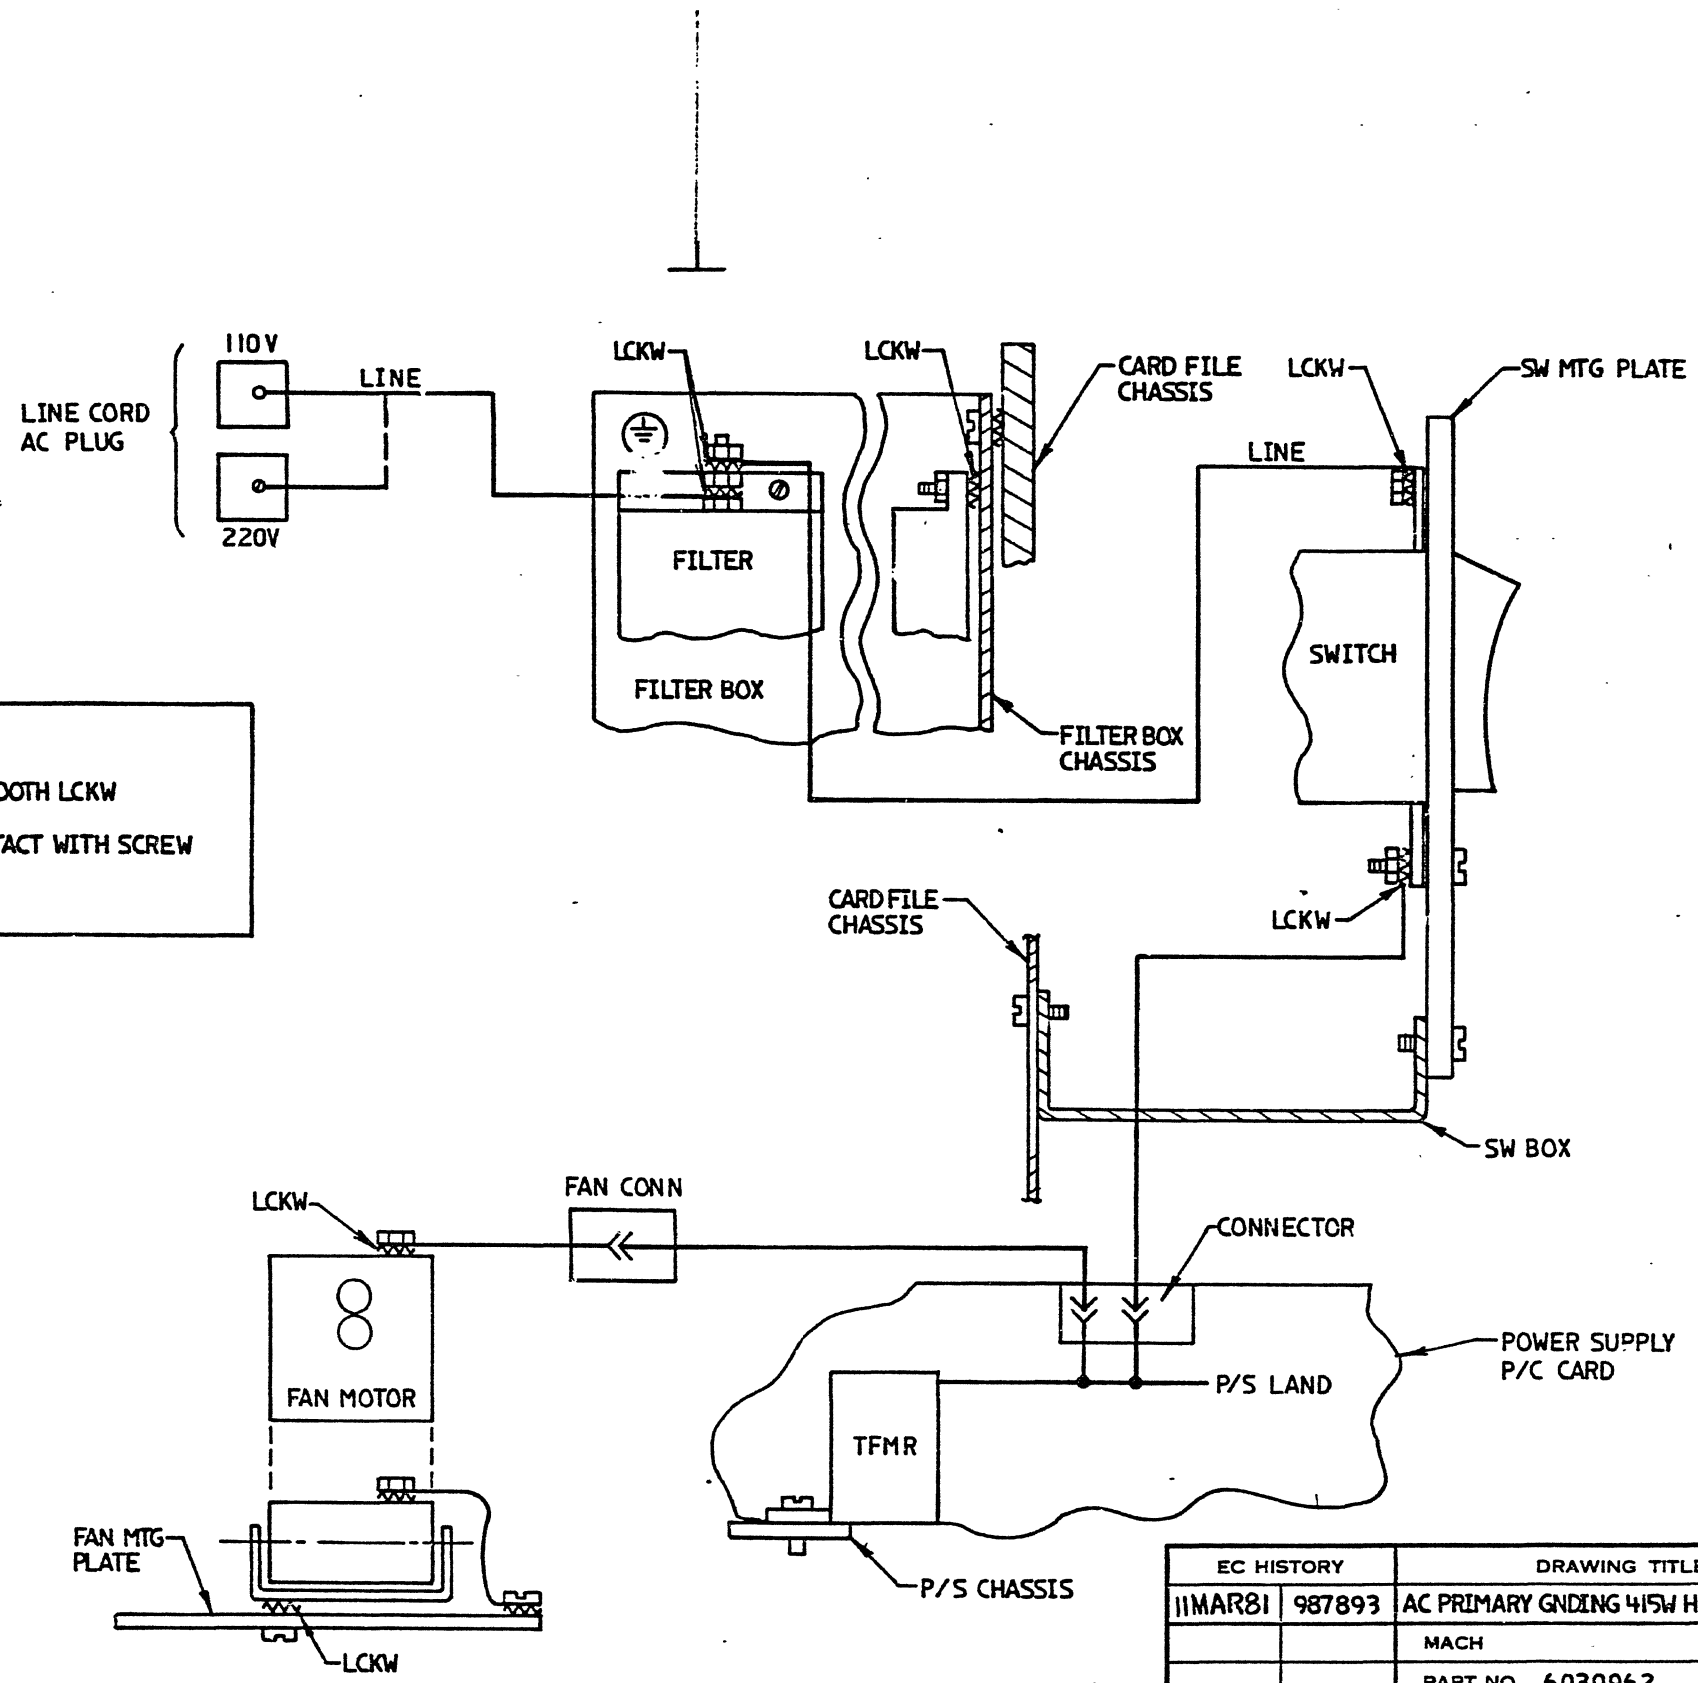 110V
LINE
LINE CORD
AC PLUG
220V
LCKW
LCKW
CARD FILE
CHASSIS
LCKW
SW MTG PLATE
LINE
FILTER
SWITCH
FILTER BOX
FILTER BOX
CHASSIS
OOTH LCKW
TACT WITH SCREW
CARD FILE
CHASSIS
LCKW
SW BOX
LCKW
FAN CONN
CONNECTOR
FAN MOTOR
POWER SUPPLY
P/C CARD
P/S LAND
TFMR
FAN MTG
PLATE
P/S CHASSIS
LCKW
EC HISTORY
DRAWING TITLE
11MAR81 987893 AC PRIMARY GNDING 415W H
MACH
PART NO. 6030962